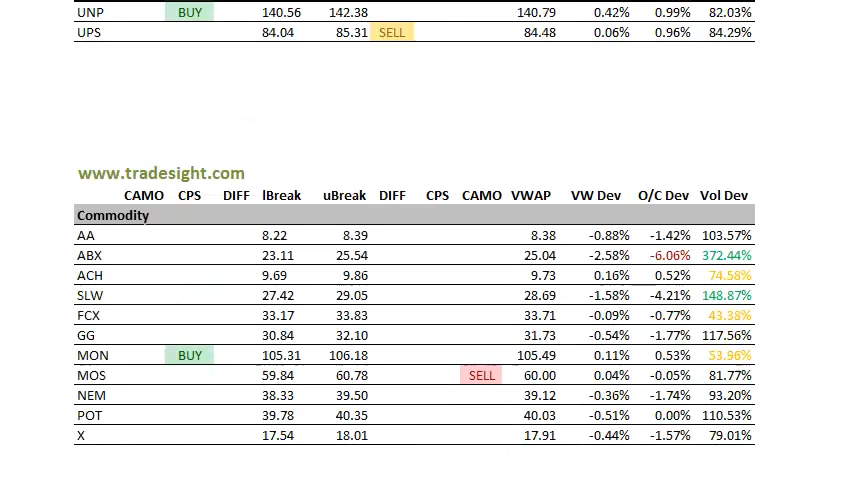 UNP BUY 140.56 142.38 140.79 0.42% 0.99% 82.03%
UPS 84.04 85.31 SELL 84.48 0.06% 0.96% 84.29%
www.tradesight.com
CAMO CPS DIFF lBreak uBreak DIFF CPS CAMO VWAP VW Dev O/C Dev Vol Dev
Commodity
AA 8.22 8.39 8.38 -0.88% -1.42% 103.57%
ABX 23.11 25.54 25.04 -2.58% -6.06% 372.44%
ACH 9.69 9.86 9.73 0.16% 0.52% 74.58%
SLW 27.42 29.05 28.69 -1.58% -4.21% 148.87%
FCX 33.17 33.83 33.71 -0.09% -0.77% 43.38%
GG 30.84 32.10 31.73 -0.54% -1.77% 117.56%
MON BUY 105.31 106.18 105.49 0.11% 0.53% 53.96%
MOS 59.84 60.78 SELL 60.00 0.04% -0.05% 81.77%
NEM 38.33 39.50 39.12 -0.36% -1.74% 93.20%
POT 39.78 40.35 40.03 -0.51% 0.00% 110.53%
X 17.54 18.01 17.91 -0.44% -1.57% 79.01%